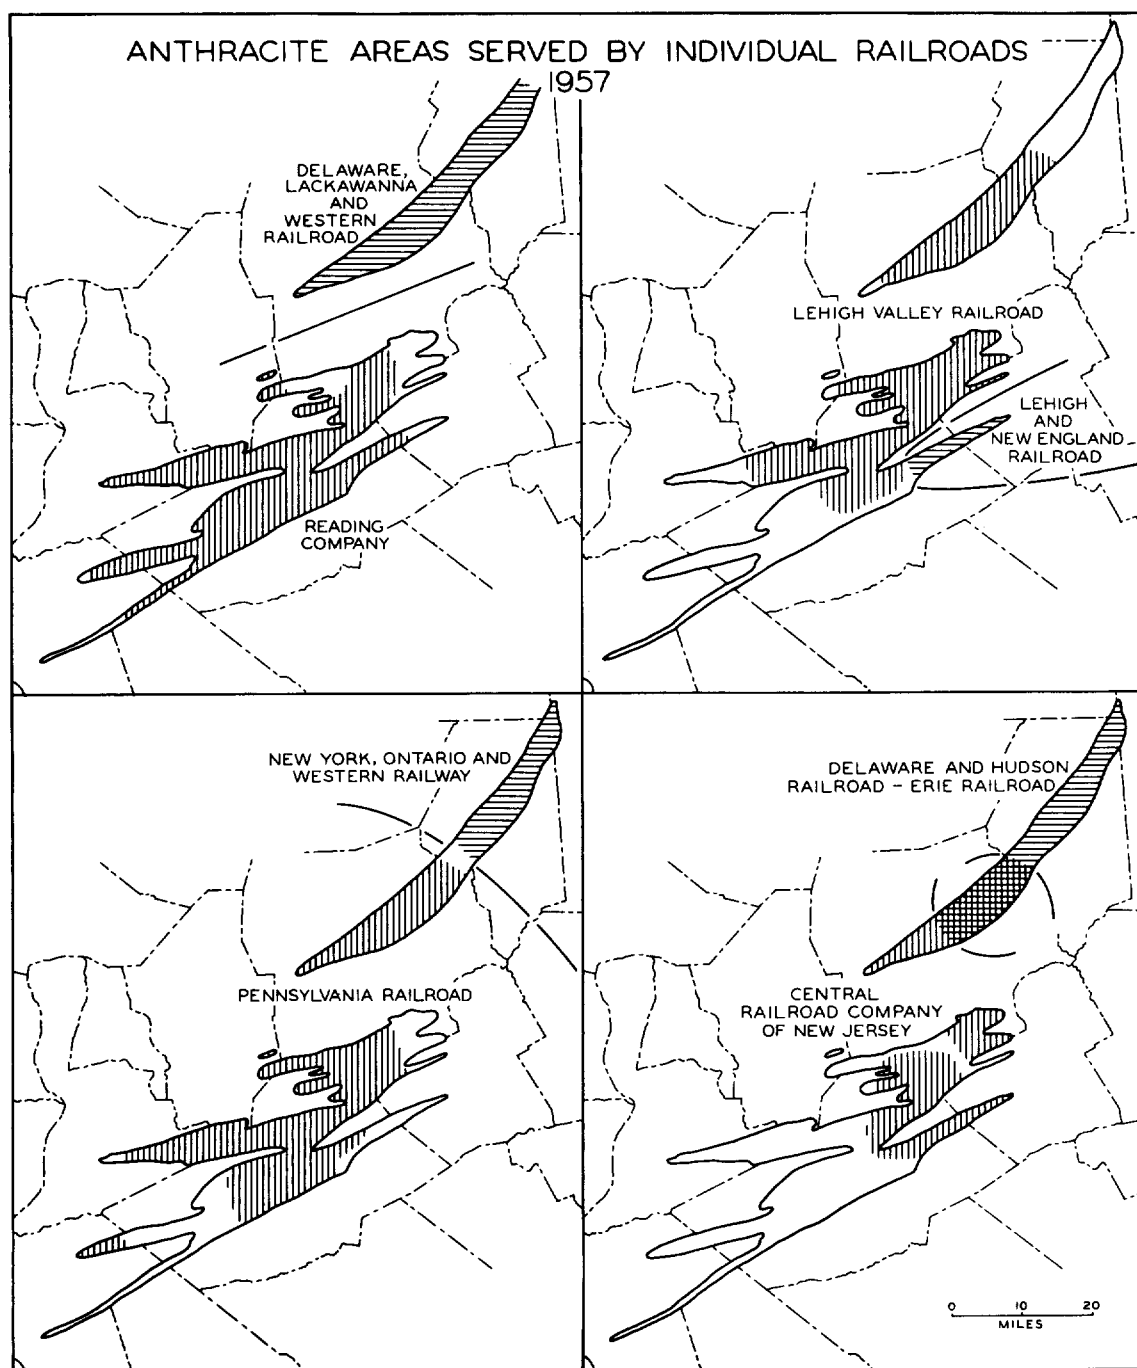 ANTHRACITE AREAS SERVED BY INDIVIDUAL RAILROADS
1957
DELAWARE,
LACKAWANNA
AND
WESTERN
RAILROAD
READING
COMPANY
LEHIGH VALLEY RAILROAD
LEHIGH
AND
NEW ENGLAND
RAILROAD
NEW YORK, ONTARIO AND
WESTERN RAILWAY
PENNSYLVANIA RAILROAD
DELAWARE AND HUDSON
RAILROAD – ERIE RAILROAD
CENTRAL
RAILROAD COMPANY
OF NEW JERSEY
0 10 20
MILES